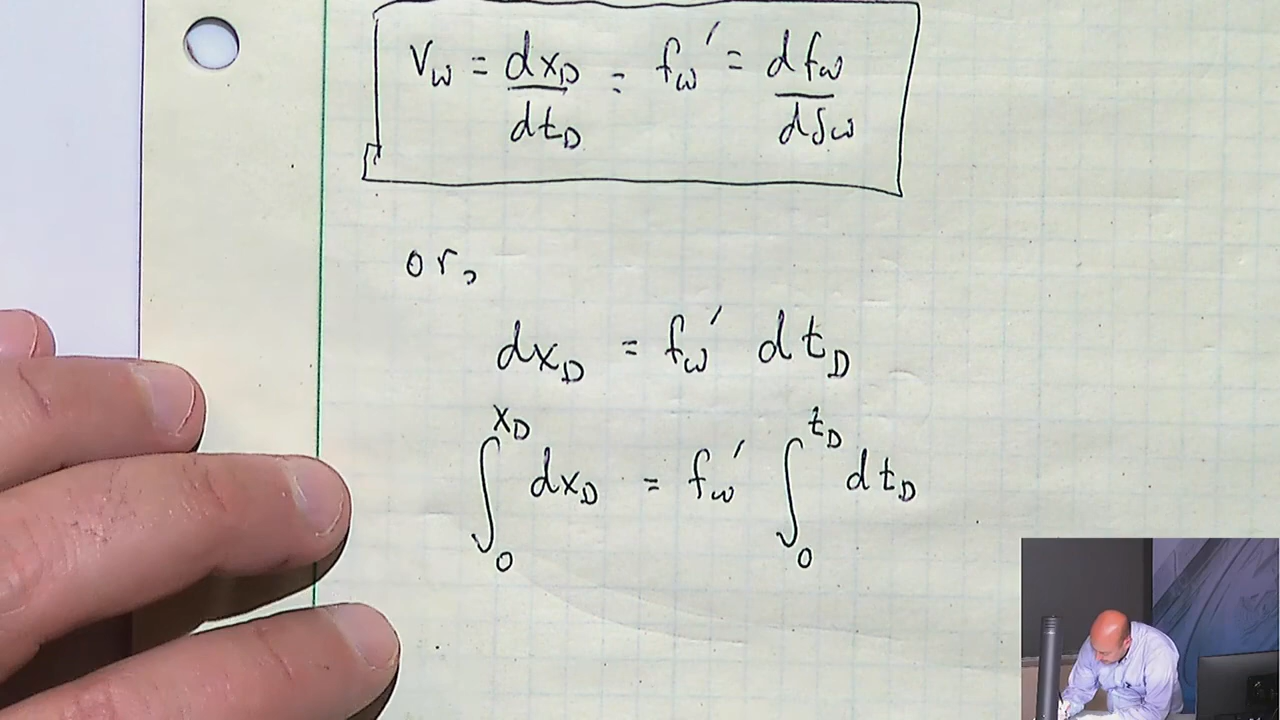 v_w = dx_D/dt_D = f_w' = df_w/dS_w
or,
dx_D = f_w' dt_D
∫_0^{x_D} dx_D = f_w' ∫_0^{t_D} dt_D